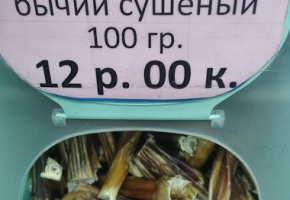 бычий сушеный
100 гр.
12 р. 00 к.